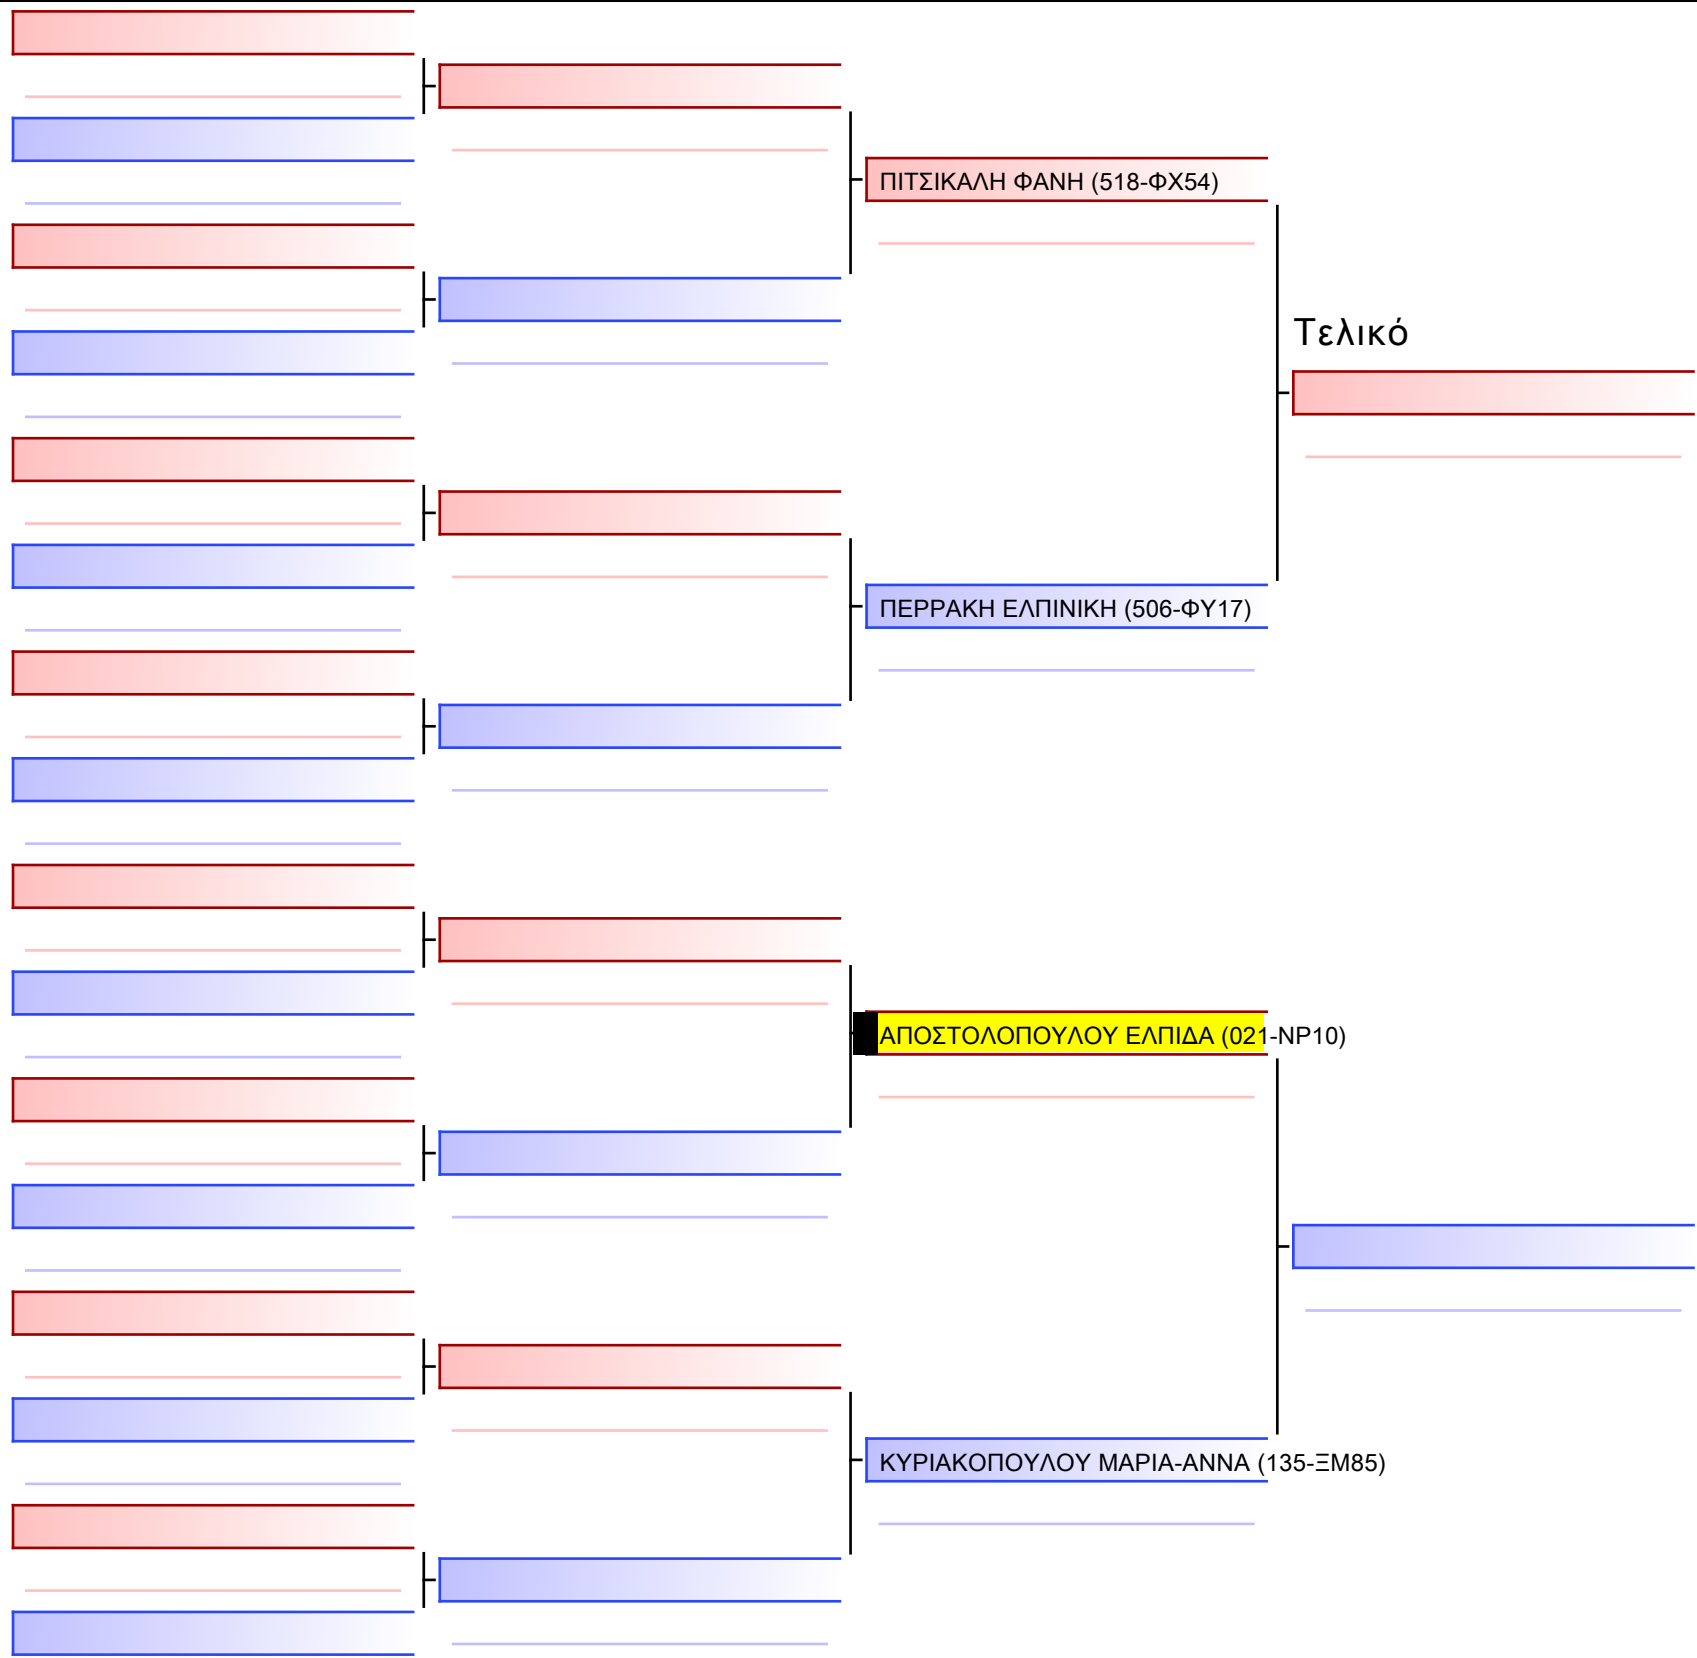 ΠΙΤΣΙΚΑΛΗ ΦΑΝΗ (518-ΦΧ54)
Τελικό
ΠΕΡΡΑΚΗ ΕΛΠΙΝΙΚΗ (506-ΦΥ17)
ΑΠΟΣΤΟΛΟΠΟΥΛΟΥ ΕΛΠΙΔΑ (021-ΝΡ10)
ΚΥΡΙΑΚΟΠΟΥΛΟΥ ΜΑΡΙΑ-ΑΝΝΑ (135-ΞΜ85)